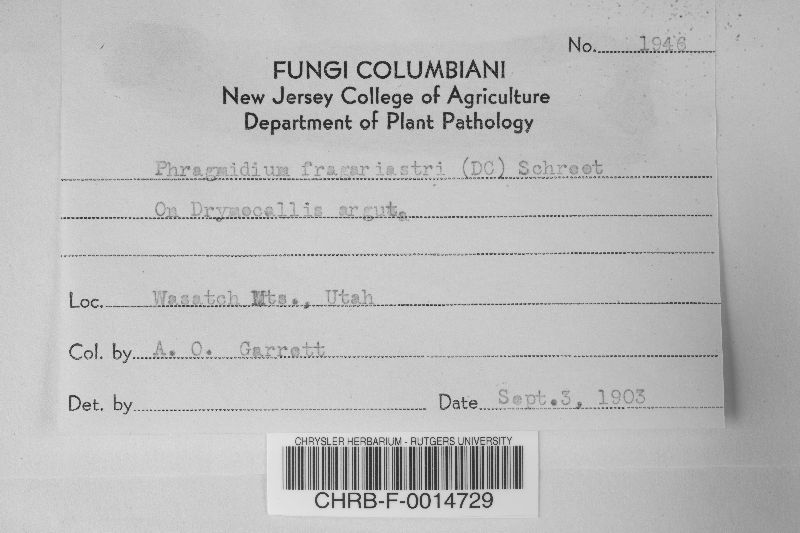 No. 1946
FUNGI COLUMBIANI
New Jersey College of Agriculture
Department of Plant Pathology
Phragmidium fragariastri (DC) Schreet
On Drymocallis arguta
Loc. Wasatch Mts., Utah
Col. by A. O. Garrett
Det. by Date Sept.3, 1903
CHRYSLER HERBARIUM - RUTGERS UNIVERSITY
CHRB-F-0014729